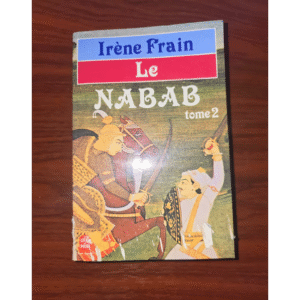 Irène Frain
Le
NABAB
tome 2